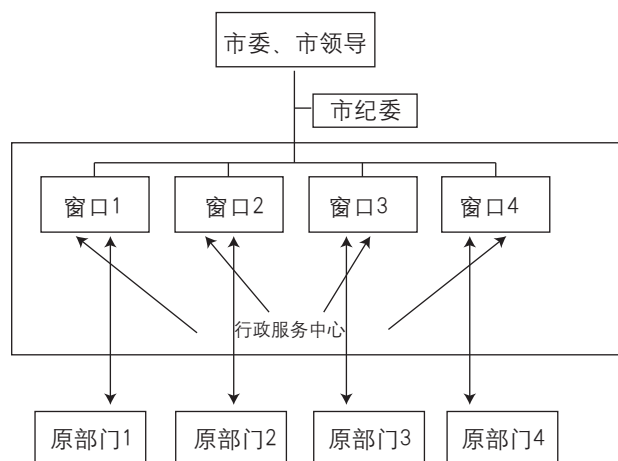 市委、市领导
市纪委
窗口1 窗口2 窗口3 窗口4
行政服务中心
原部门1 原部门2 原部门3 原部门4